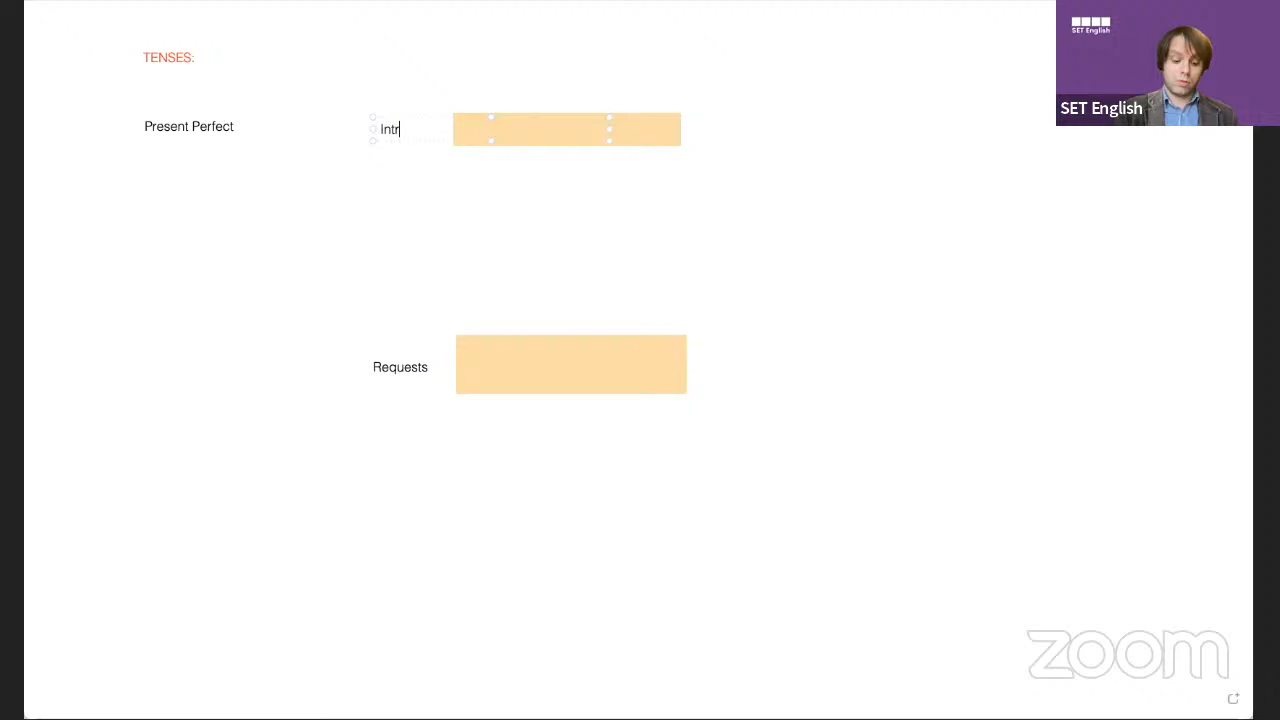 SET English
TENSES:
SET English
Present Perfect
Intr
Requests
zoom